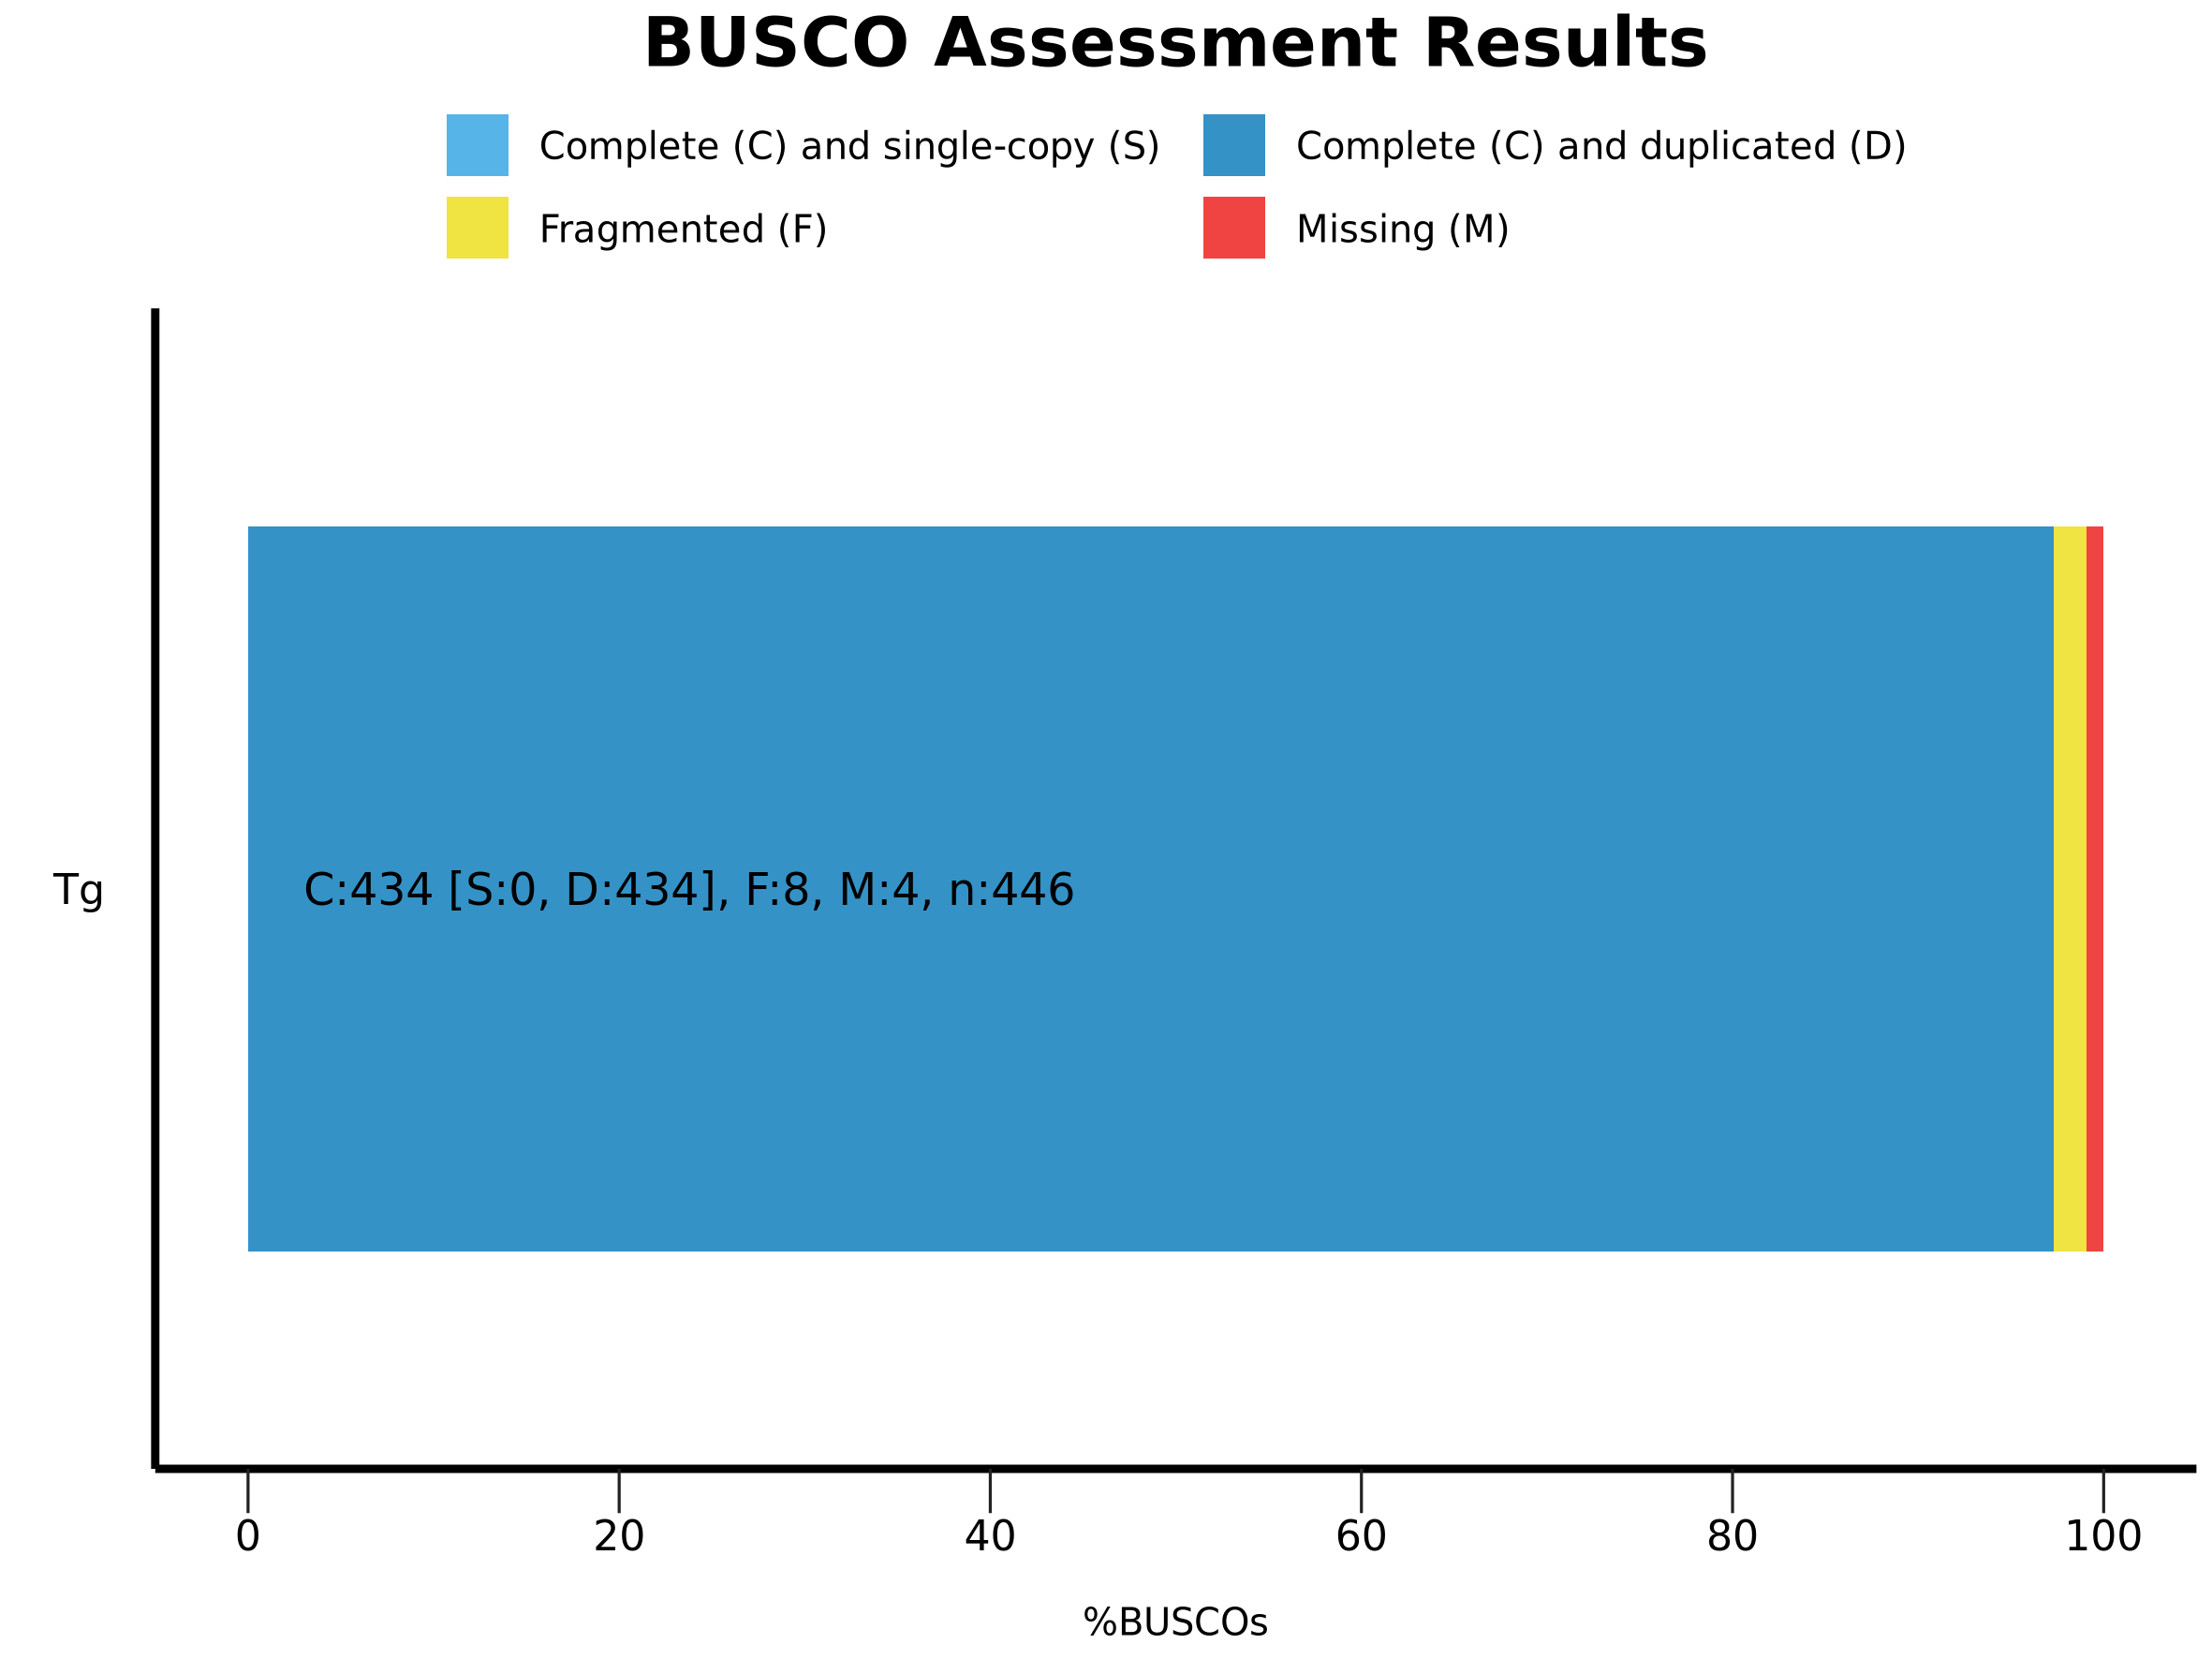 BUSCO Assessment Results
Complete (C) and single-copy (S)
Complete (C) and duplicated (D)
Fragmented (F)
Missing (M)
Tg
C:434 [S:0, D:434], F:8, M:4, n:446
0 20 40 60 80 100
%BUSCOs